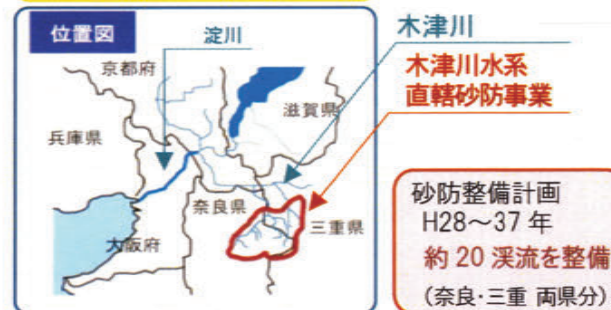 位置図
淀川
京都府
滋賀県
兵庫県
奈良県
三重県
大阪府
木津川
木津川水系
直轄砂防事業
砂防整備計画
H28～37年
約20渓流を整備
（奈良・三重 両県分）